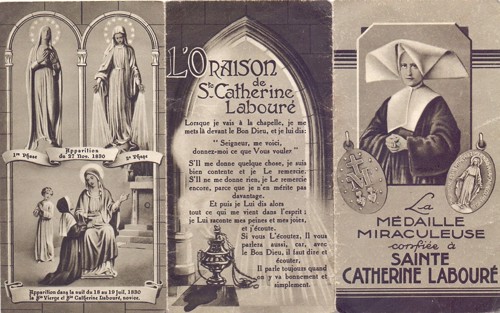 1re Phase
Apparition
du 27 Nov. 1830
2e Phase
Apparition dans la nuit du 18 au 19 Juil. 1830
la Ste Vierge et Ste Catherine Labouré, novice.
L'ORAISON
de
Ste Catherine
Labouré
Lorsque je vais à la chapelle, je me
mets là devant le Bon Dieu, et je lui dis:
" Seigneur, me voici,
donnez-moi ce que Vous voulez "
S'Il me donne quelque chose, je suis
bien contente et je Le remercie.
S'Il ne me donne rien, je Le remercie
encore, parce que je n'en mérite pas
davantage.
Et puis je Lui dis alors
tout ce qui me vient dans l'esprit ;
je Lui raconte mes peines et mes joies,
et j'écoute.
Si vous L'écoutez, Il vous
parlera aussi, car, avec
le Bon Dieu, il faut dire et
écouter.
Il parle toujours quand
on y va bonnement et
simplement.
La
MÉDAILLE
MIRACULEUSE
confiée à
SAINTE
CATHERINE LABOURÉ